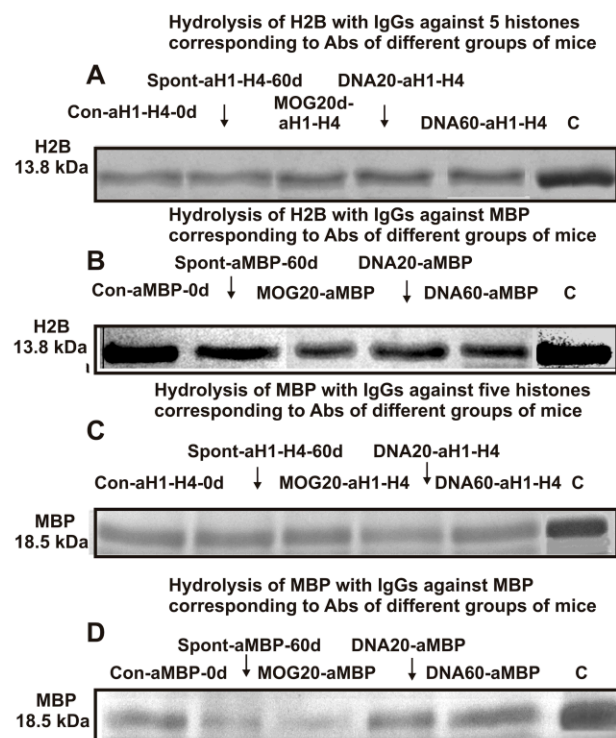 Hydrolysis of H2B with IgGs against 5 histones
corresponding to Abs of different groups of mice
A
Spont-aH1-H4-60d DNA20-aH1-H4
Con-aH1-H4-0d MOG20d-
aH1-H4 DNA60-aH1-H4 C
H2B
13.8 kDa
Hydrolysis of H2B with IgGs against MBP
corresponding to Abs of different groups of mice
B
Spont-aMBP-60d DNA20-aMBP
Con-aMBP-0d MOG20-aMBP DNA60-aMBP C
H2B
13.8 kDa
Hydrolysis of MBP with IgGs against five histones
corresponding to Abs of different groups of mice
C
Spont-aH1-H4-60d DNA20-aH1-H4
Con-aH1-H4-0d MOG20-aH1-H4 DNA60-aH1-H4 C
MBP
18.5 kDa
Hydrolysis of MBP with IgGs against MBP
corresponding to Abs of different groups of mice
D
Spont-aMBP-60d DNA20-aMBP
Con-aMBP-0d MOG20-aMBP DNA60-aMBP C
MBP
18.5 kDa